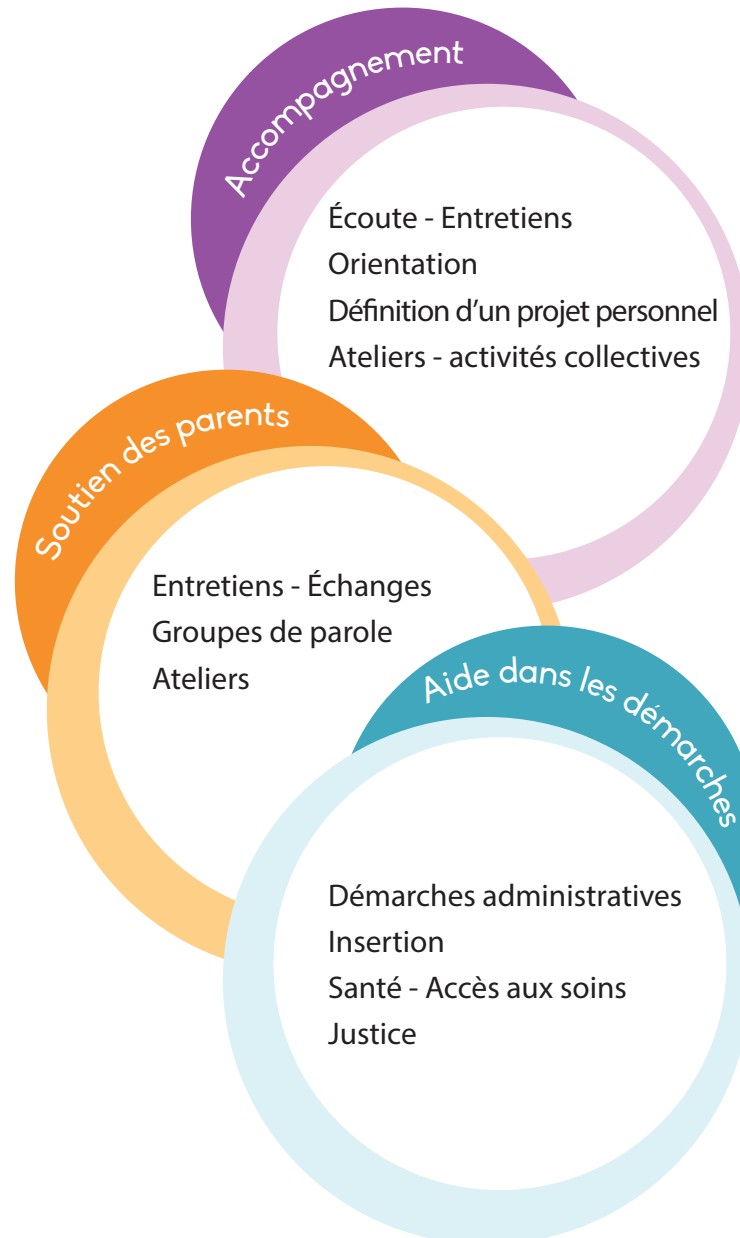 Accompagnement
Écoute - Entretiens
Orientation
Définition d'un projet personnel
Ateliers - activités collectives
Soutien des parents
Entretiens - Échanges
Groupes de parole
Ateliers
Aide dans les démarches
Démarches administratives
Insertion
Santé - Accès aux soins
Justice